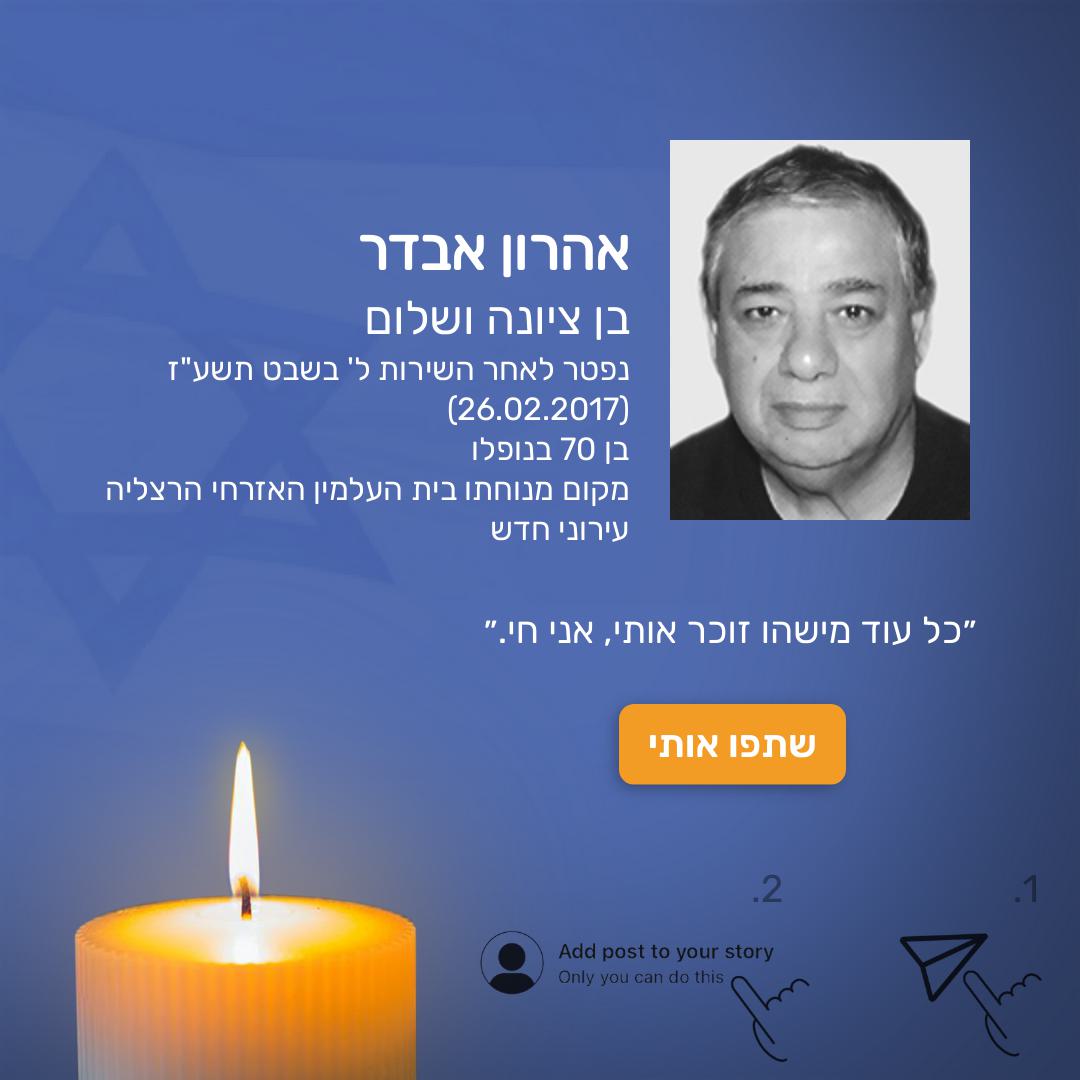 אהרון אבדר
בן ציונה ושלום
נפטר לאחר השירות ל' בשבט תשע"ז
(26.02.2017)
בן 70 בנופלו
מקום מנוחתו בית העלמין האזרחי הרצליה
עירוני חדש
״כל עוד מישהו זוכר אותי, אני חי.״
שתפו אותי
.1
.2
Add post to your story
Only you can do this